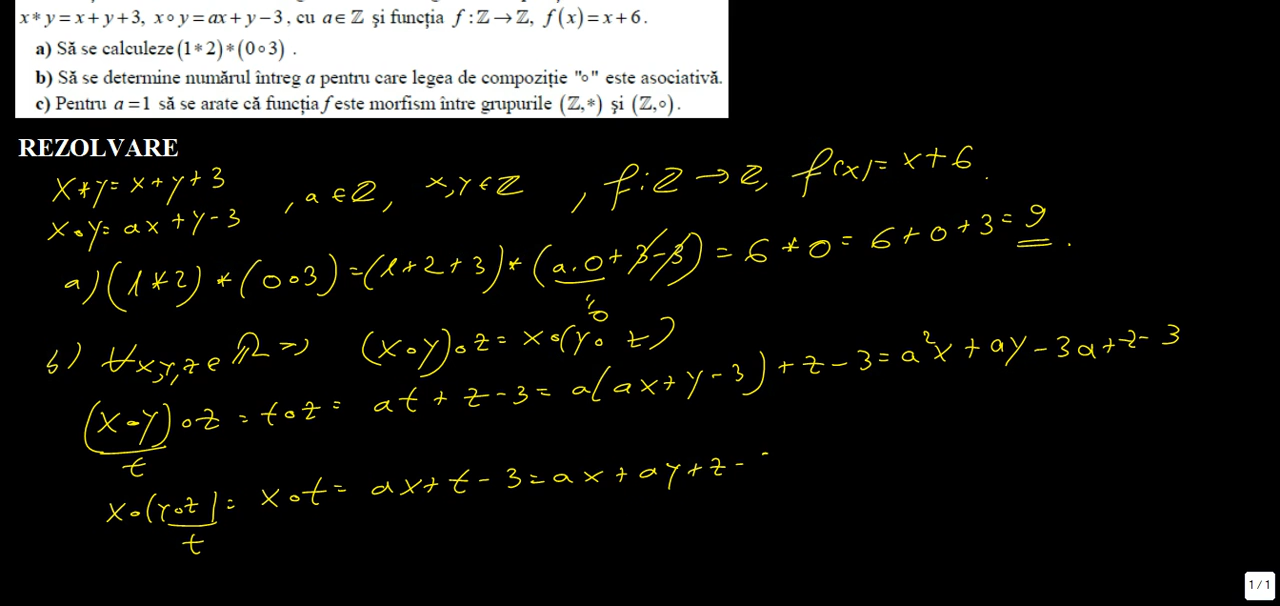 x*y=x+y+3, x∘y=ax+y−3, cu a∈ℤ şi funcţia f:ℤ→ℤ, f(x)=x+6.
a) Să se calculeze (1*2)*(0∘3).
b) Să se determine numărul întreg a pentru care legea de compoziţie "∘" este asociativă.
c) Pentru a=1 să se arate că funcţia f este morfism între grupurile (ℤ,*) şi (ℤ,∘).
REZOLVARE
x*y=x+y+3
x∘y=ax+y-3
, a∈ℤ, x,y∈ℤ, f:ℤ→ℤ, f(x)=x+6.
a) (1*2)*(0∘3)=(1+2+3)*(a·0+3-3)=6*0=6+0+3=9.
0
b) ∀x,y,z∈ℤ => (x∘y)∘z=x∘(y∘z)
(x∘y)∘z=t∘z=at+z-3=a(ax+y-3)+z-3=a²x+ay-3a+z-3
t
x∘(y∘z)=x∘t=ax+t-3=ax+ay+z-
t
1/1